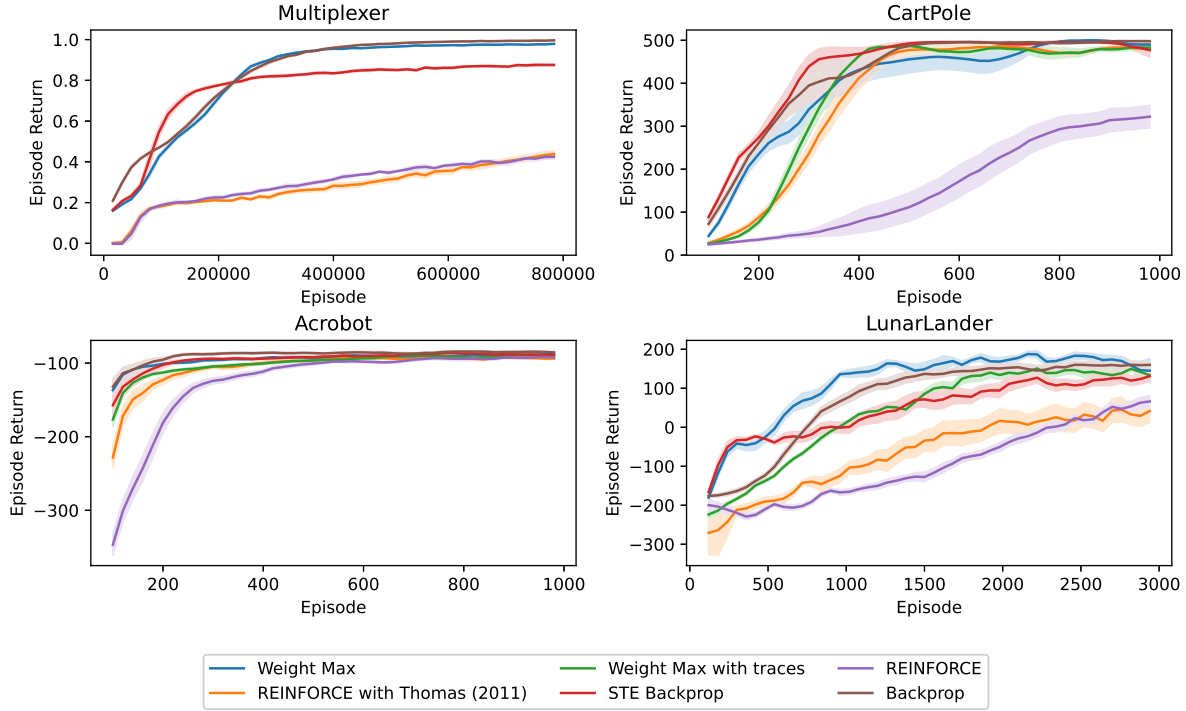 Multiplexer
1.0
0.8
0.6
0.4
0.2
0.0
Episode Return
0 200000 400000 600000 800000
Episode
CartPole
500
400
300
200
100
0
Episode Return
200 400 600 800 1000
Episode
Acrobot
−100
−200
−300
Episode Return
200 400 600 800 1000
Episode
LunarLander
200
100
0
−100
−200
−300
Episode Return
0 500 1000 1500 2000 2500 3000
Episode
Weight Max Weight Max with traces REINFORCE
REINFORCE with Thomas (2011) STE Backprop Backprop